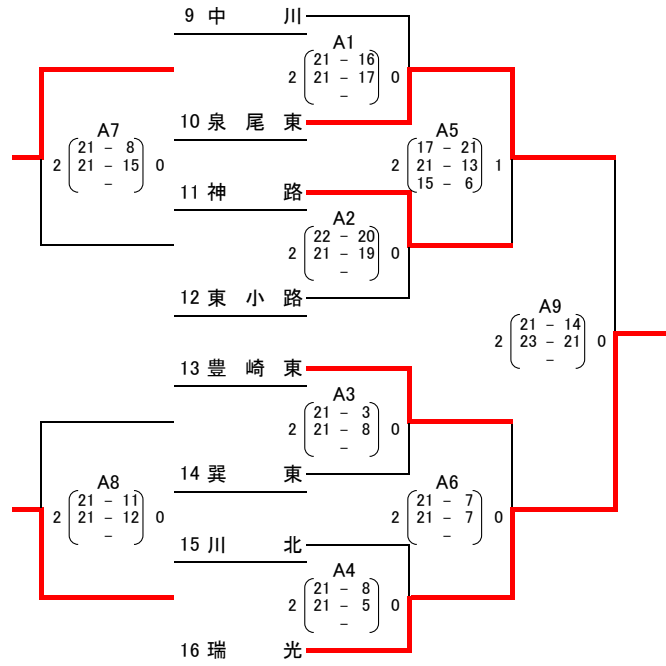 9 中 川
A1
21 - 16
2 21 - 17 0
-
10 泉 尾 東
A7
21 - 8
2 21 - 15 0
-
A5
17 - 21
2 21 - 13 1
15 - 6
11 神 路
A2
22 - 20
2 21 - 19 0
-
12 東 小 路
A9
21 - 14
2 23 - 21 0
-
13 豊 崎 東
A3
21 - 3
2 21 - 8 0
-
14 巽 東
A8
21 - 11
2 21 - 12 0
-
A6
21 - 7
2 21 - 7 0
-
15 川 北
A4
21 - 8
2 21 - 5 0
-
16 瑞 光